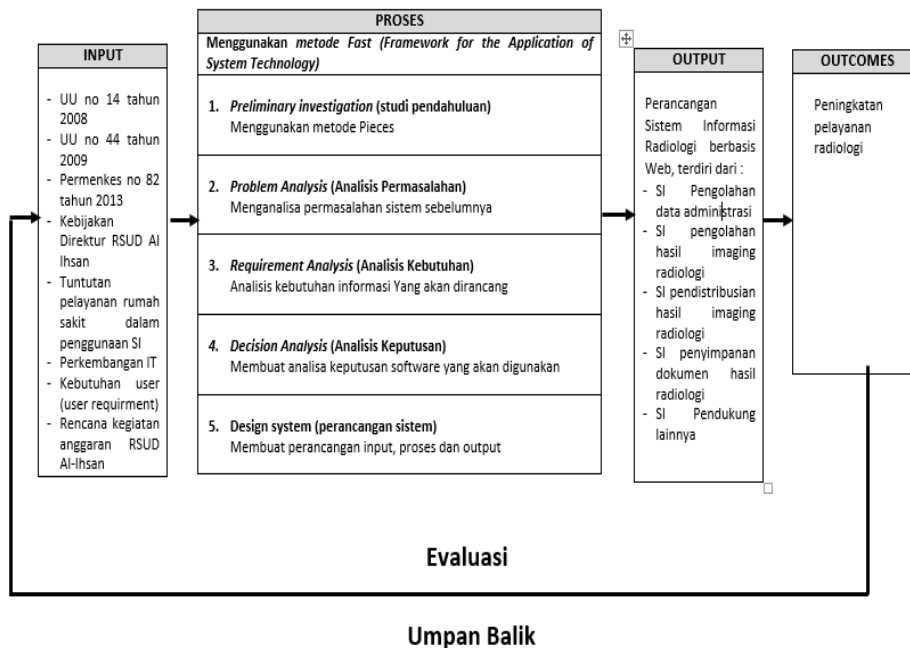 INPUT
- UU no 14 tahun
2008
- UU no 44 tahun
2009
- Permenkes no 82
tahun 2013
- Kebijakan
Direktur RSUD Al
Ihsan
- Tuntutan
pelayanan rumah
sakit dalam
penggunaan SI
- Perkembangan IT
- Kebutuhan user
(user requirment)
- Rencana kegiatan
anggaran RSUD
Al-Ihsan
PROSES
Menggunakan metode Fast (Framework for the Application of
System Technology)
1. Preliminary investigation (studi pendahuluan)
Menggunakan metode Pieces
2. Problem Analysis (Analisis Permasalahan)
Menganalisa permasalahan sistem sebelumnya
3. Requirement Analysis (Analisis Kebutuhan)
Analisis kebutuhan informasi Yang akan dirancang
4. Decision Analysis (Analisis Keputusan)
Membuat analisa keputusan software yang akan digunakan
5. Design system (perancangan sistem)
Membuat perancangan input, proses dan output
OUTPUT
Perancangan
Sistem Informasi
Radiologi berbasis
Web, terdiri dari :
- SI Pengolahan
data administrasi
- SI pengolahan
hasil imaging
radiologi
- SI pendistribusian
hasil imaging
radiologi
- SI penyimpanan
dokumen hasil
radiologi
- SI Pendukung
lainnya
OUTCOMES
Peningkatan
pelayanan
radiologi
Evaluasi
Umpan Balik